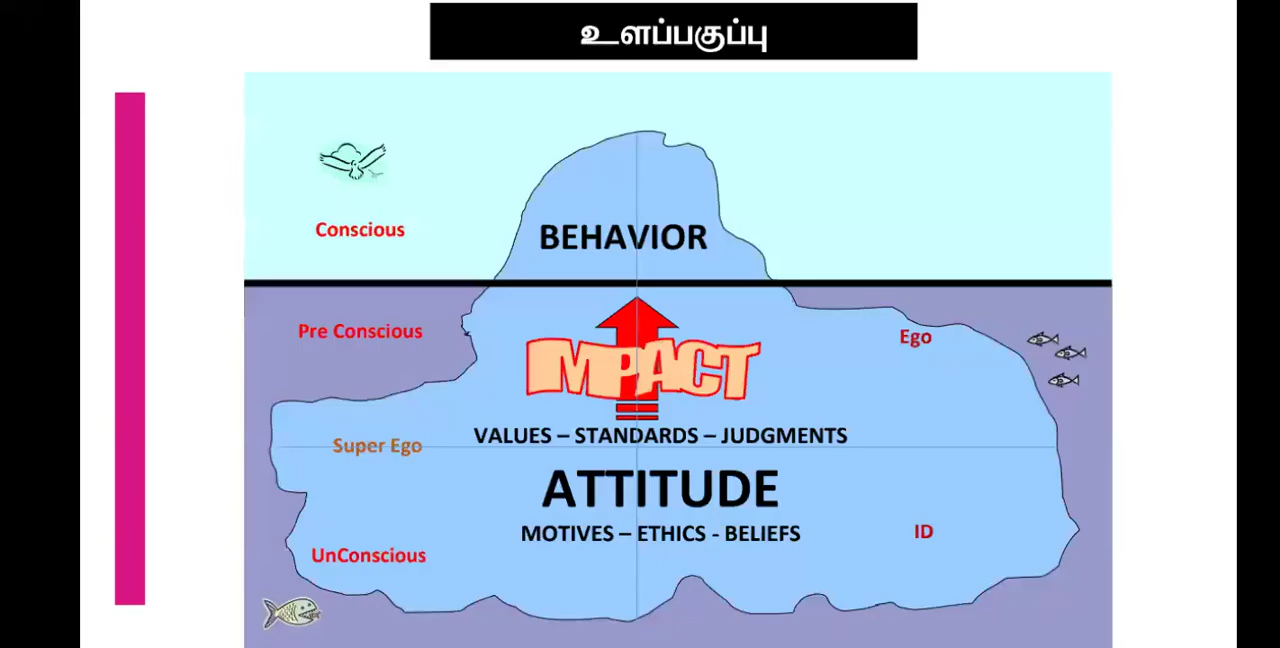 உளப்பகுப்பு
Conscious
BEHAVIOR
Pre Conscious
Ego
IMPACT
VALUES – STANDARDS – JUDGMENTS
Super Ego
ATTITUDE
MOTIVES – ETHICS - BELIEFS
ID
UnConscious